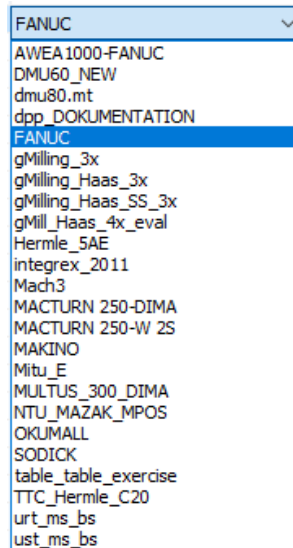 FANUC
AWEA1000-FANUC
DMU60_NEW
dmu80.mt
dpp_DOKUMENTATION
FANUC
gMilling_3x
gMilling_Haas_3x
gMilling_Haas_SS_3x
gMill_Haas_4x_eval
Hermle_5AE
integrex_2011
Mach3
MACTURN 250-DIMA
MACTURN 250-W 2S
MAKINO
Mitu_E
MULTUS_300_DIMA
NTU_MAZAK_MPOS
OKUMALL
SODICK
table_table_exercise
TTC_Hermle_C20
urt_ms_bs
ust_ms_bs